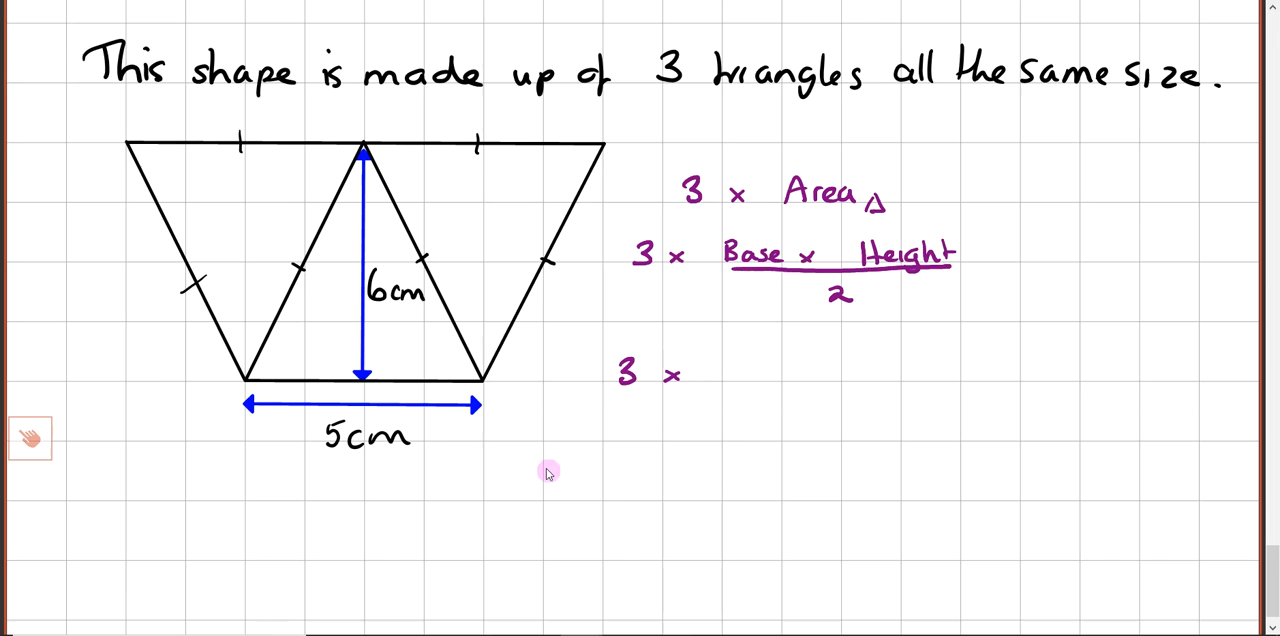 This shape is made up of 3 triangles all the same size.
3 × Area △
3 × Base × Height
2
6cm
3 ×
5cm